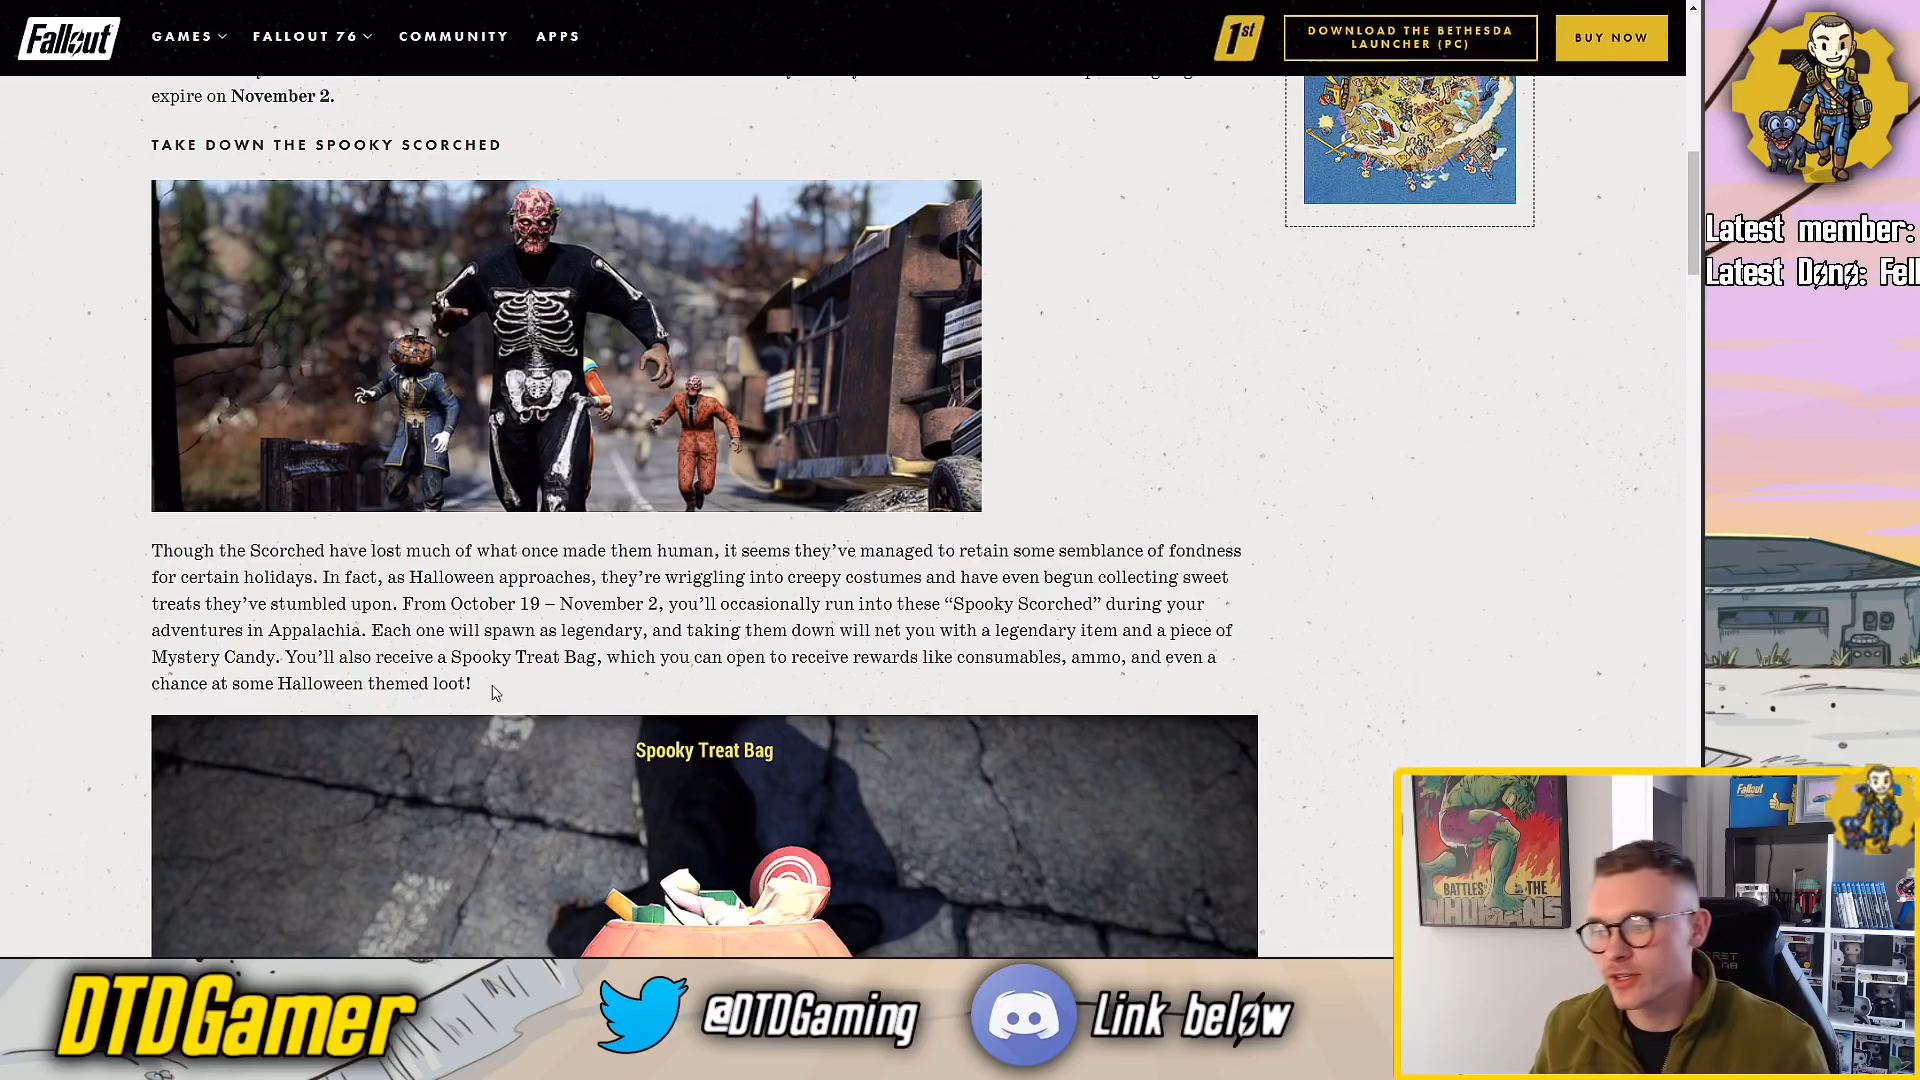 Fallout
GAMES
FALLOUT 76
COMMUNITY
APPS
1st
DOWNLOAD THE BETHESDA
LAUNCHER (PC)
BUY NOW
expire on November 2.
TAKE DOWN THE SPOOKY SCORCHED
Though the Scorched have lost much of what once made them human, it seems they’ve managed to retain some semblance of fondness
for certain holidays. In fact, as Halloween approaches, they’re wriggling into creepy costumes and have even begun collecting sweet
treats they’ve stumbled upon. From October 19 – November 2, you’ll occasionally run into these “Spooky Scorched” during your
adventures in Appalachia. Each one will spawn as legendary, and taking them down will net you with a legendary item and a piece of
Mystery Candy. You’ll also receive a Spooky Treat Bag, which you can open to receive rewards like consumables, ammo, and even a
chance at some Halloween themed loot!
Spooky Treat Bag
Latest member:
Latest Dono: Fell
BATTLES THE
Fallout
DTDGamer
@DTDGaming
Link below